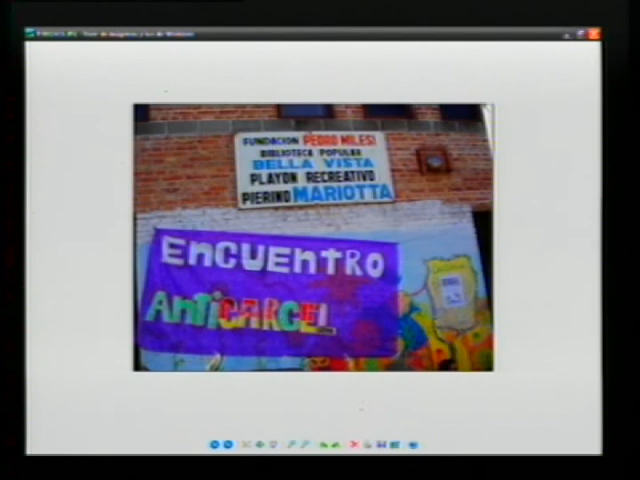 FUNDACION PEDRO MILESI
BIBLIOTECA POPULAR
BELLA VISTA
PLAYON RECREATIVO
PIERINO MARIOTTA
ENCUENTRO
ANTICARCEL